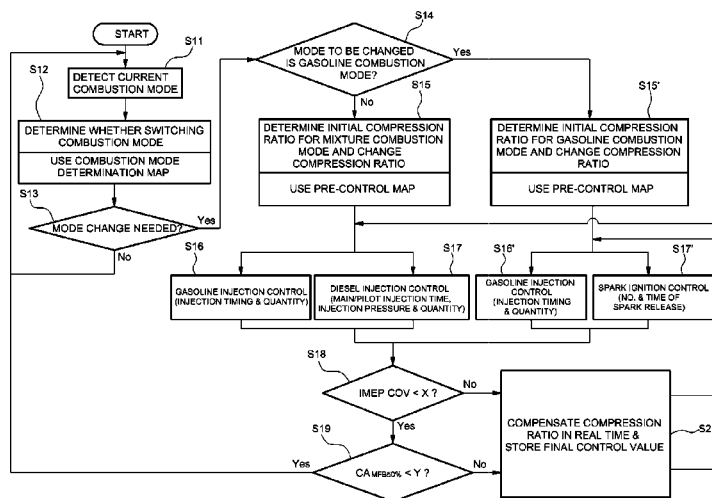 START
S11
DETECT CURRENT
COMBUSTION MODE
S12
DETERMINE WHETHER SWITCHING
COMBUSTION MODE
USE COMBUSTION MODE
DETERMINATION MAP
S13
MODE CHANGE NEEDED?
Yes
No
S14
MODE TO BE CHANGED
IS GASOLINE COMBUSTION
MODE?
Yes
No
S15
DETERMINE INITIAL COMPRESSION
RATIO FOR MIXTURE COMBUSTION
MODE AND CHANGE
COMPRESSION RATIO
USE PRE-CONTROL MAP
S15'
DETERMINE INITIAL COMPRESSION
RATIO FOR GASOLINE COMBUSTION
MODE AND CHANGE COMPRESSION
RATIO
USE PRE-CONTROL MAP
S16
GASOLINE INJECTION CONTROL
(INJECTION TIMING & QUANTITY)
S17
DIESEL INJECTION CONTROL
(MAIN/PILOT INJECTION TIME,
INJECTION PRESSURE & QUANTITY)
S16'
GASOLINE INJECTION
CONTROL
(INJECTION TIMING
& QUANTITY)
S17'
SPARK IGNITION CONTROL
(NO. & TIME OF
SPARK RELEASE)
S18
IMEP COV < X ?
No
Yes
S19
CAMFB50% < Y ?
Yes
No
COMPENSATE COMPRESSION
RATIO IN REAL TIME &
STORE FINAL CONTROL VALUE
S2